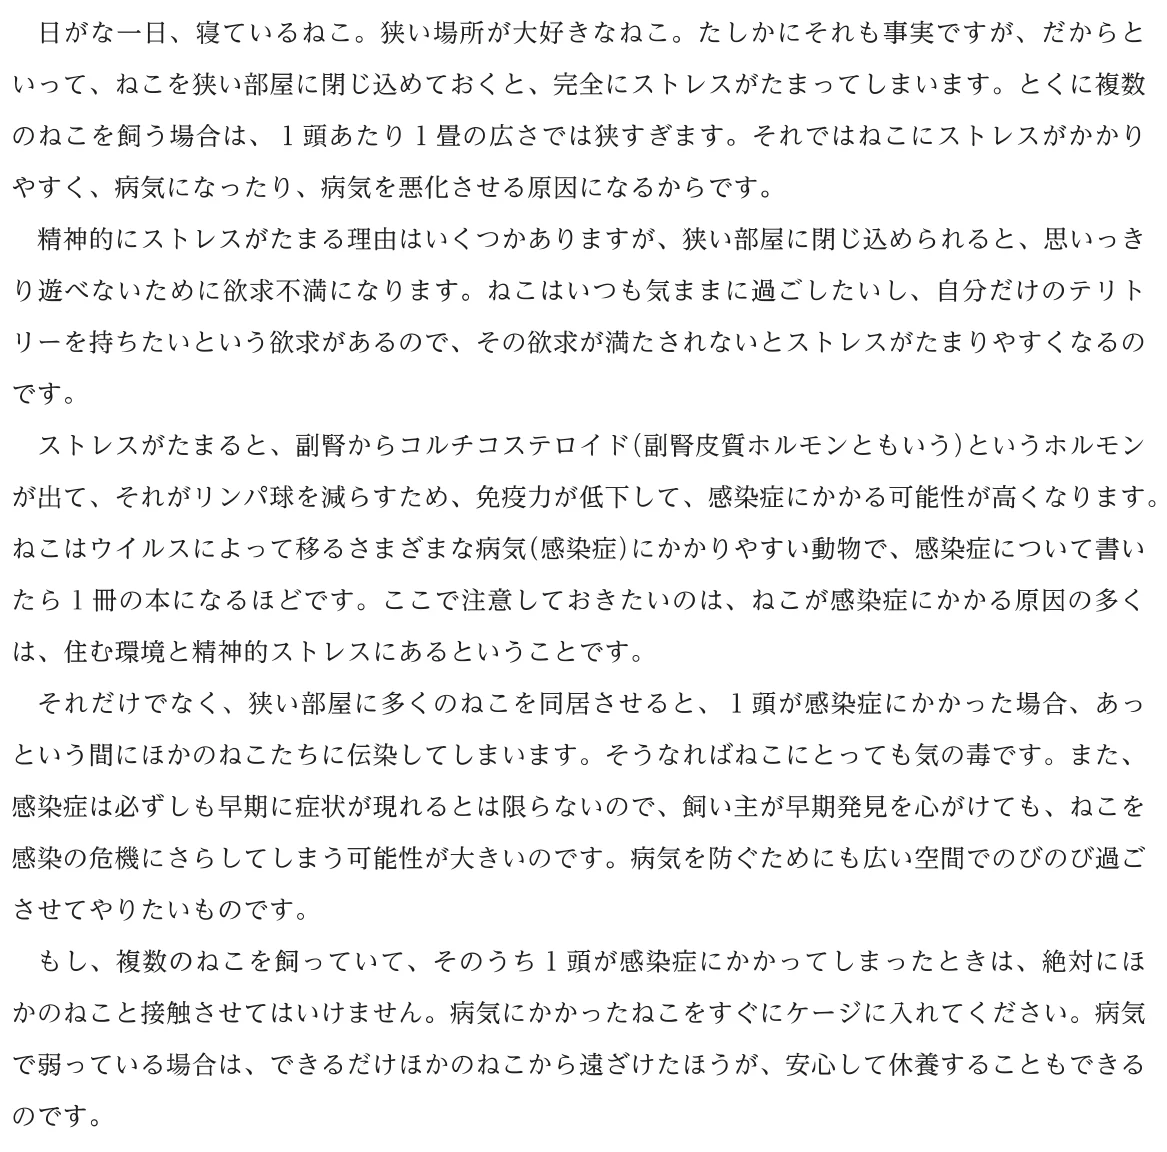 日がな一日、寝ているねこ。狭い場所が大好きなねこ。たしかにそれも事実ですが、だからと
いって、ねこを狭い部屋に閉じ込めておくと、完全にストレスがたまってしまいます。とくに複数
のねこを飼う場合は、１頭あたり１畳の広さでは狭すぎます。それではねこにストレスがかかり
やすく、病気になったり、病気を悪化させる原因になるからです。
　精神的にストレスがたまる理由はいくつかありますが、狭い部屋に閉じ込められると、思いっき
り遊べないために欲求不満になります。ねこはいつも気ままに過ごしたいし、自分だけのテリト
リーを持ちたいという欲求があるので、その欲求が満たされないとストレスがたまりやすくなるの
です。
　ストレスがたまると、副腎からコルチコステロイド(副腎皮質ホルモンともいう)というホルモン
が出て、それがリンパ球を減らすため、免疫力が低下して、感染症にかかる可能性が高くなります。
ねこはウイルスによって移るさまざまな病気(感染症)にかかりやすい動物で、感染症について書い
たら１冊の本になるほどです。ここで注意しておきたいのは、ねこが感染症にかかる原因の多く
は、住む環境と精神的ストレスにあるということです。
　それだけでなく、狭い部屋に多くのねこを同居させると、１頭が感染症にかかった場合、あっ
という間にほかのねこたちに伝染してしまいます。そうなればねこにとっても気の毒です。また、
感染症は必ずしも早期に症状が現れるとは限らないので、飼い主が早期発見を心がけても、ねこを
感染の危機にさらしてしまう可能性が大きいのです。病気を防ぐためにも広い空間でのびのび過ご
させてやりたいものです。
　もし、複数のねこを飼っていて、そのうち１頭が感染症にかかってしまったときは、絶対にほ
かのねこと接触させてはいけません。病気にかかったねこをすぐにケージに入れてください。病気
で弱っている場合は、できるだけほかのねこから遠ざけたほうが、安心して休養することもできる
のです。